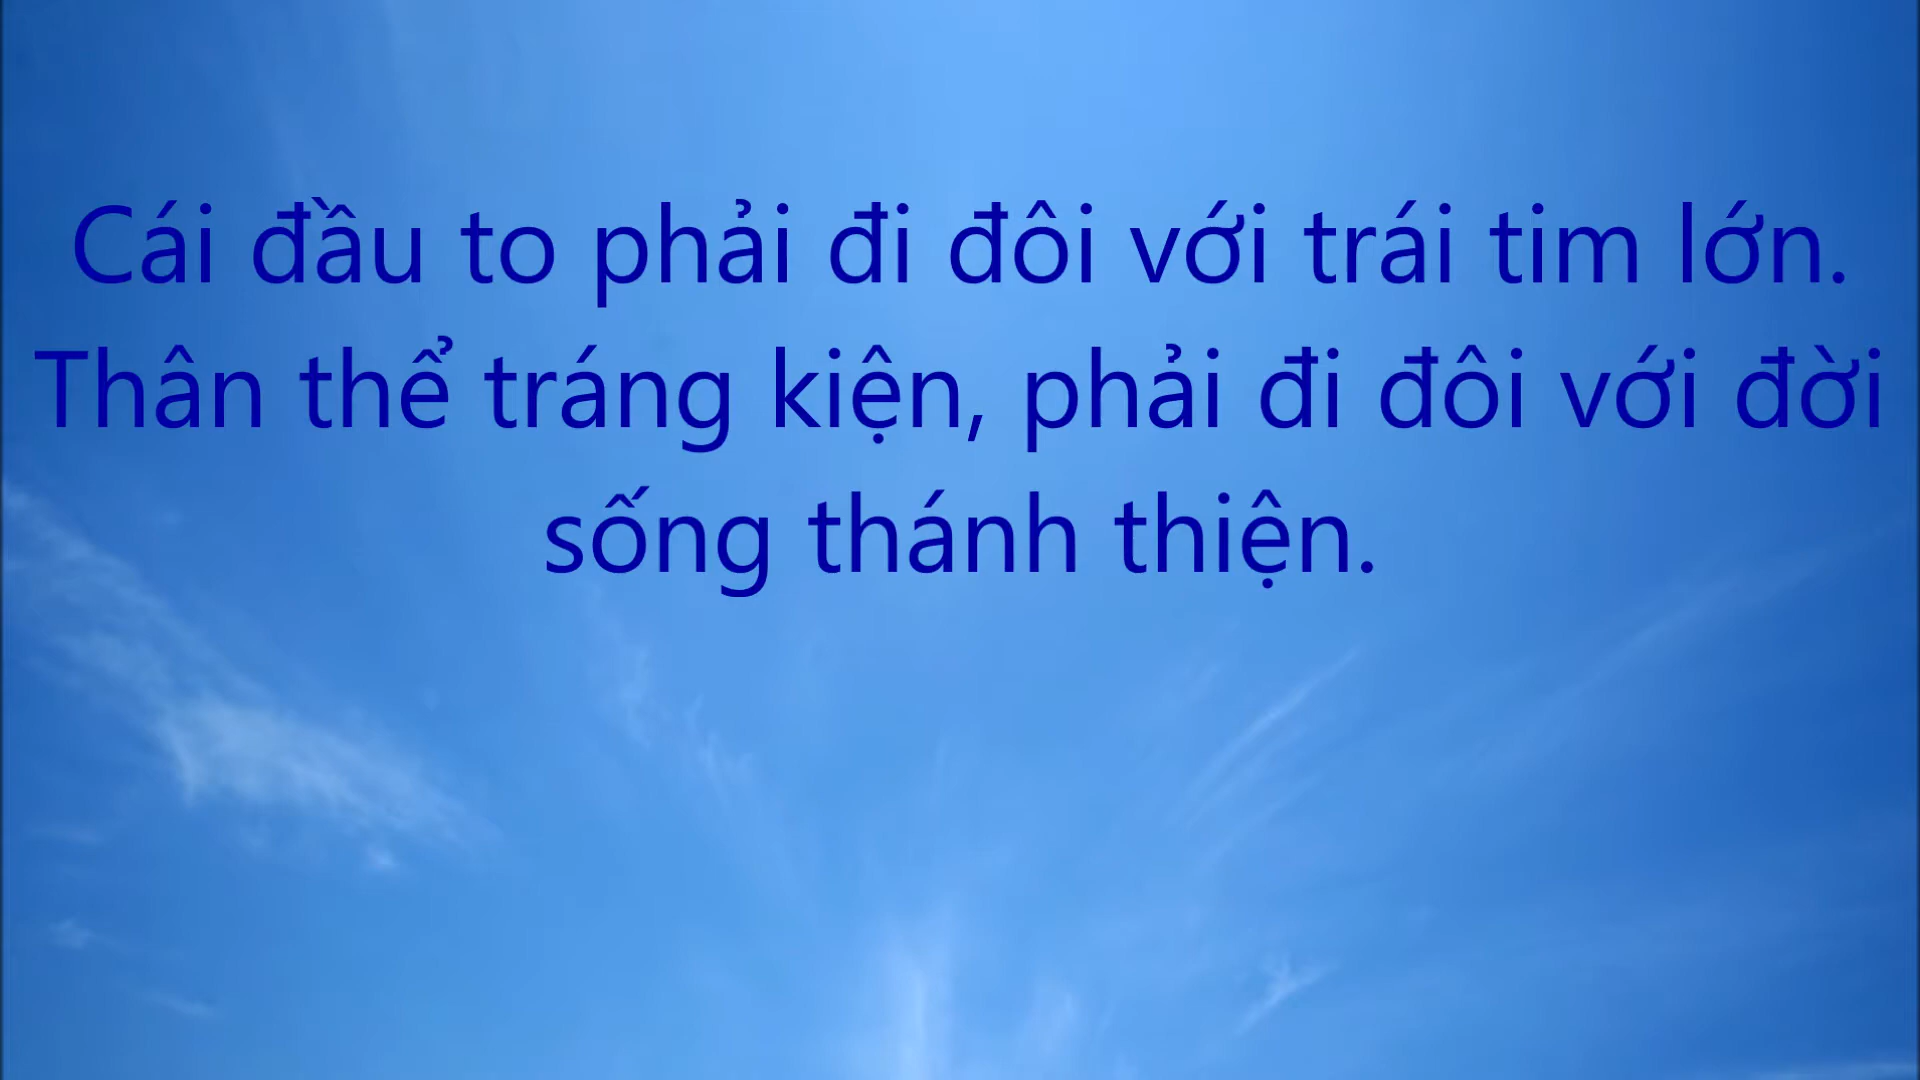 Cái đầu to phải đi đôi với trái tim lớn.
Thân thể tráng kiện, phải đi đôi với đời
sống thánh thiện.